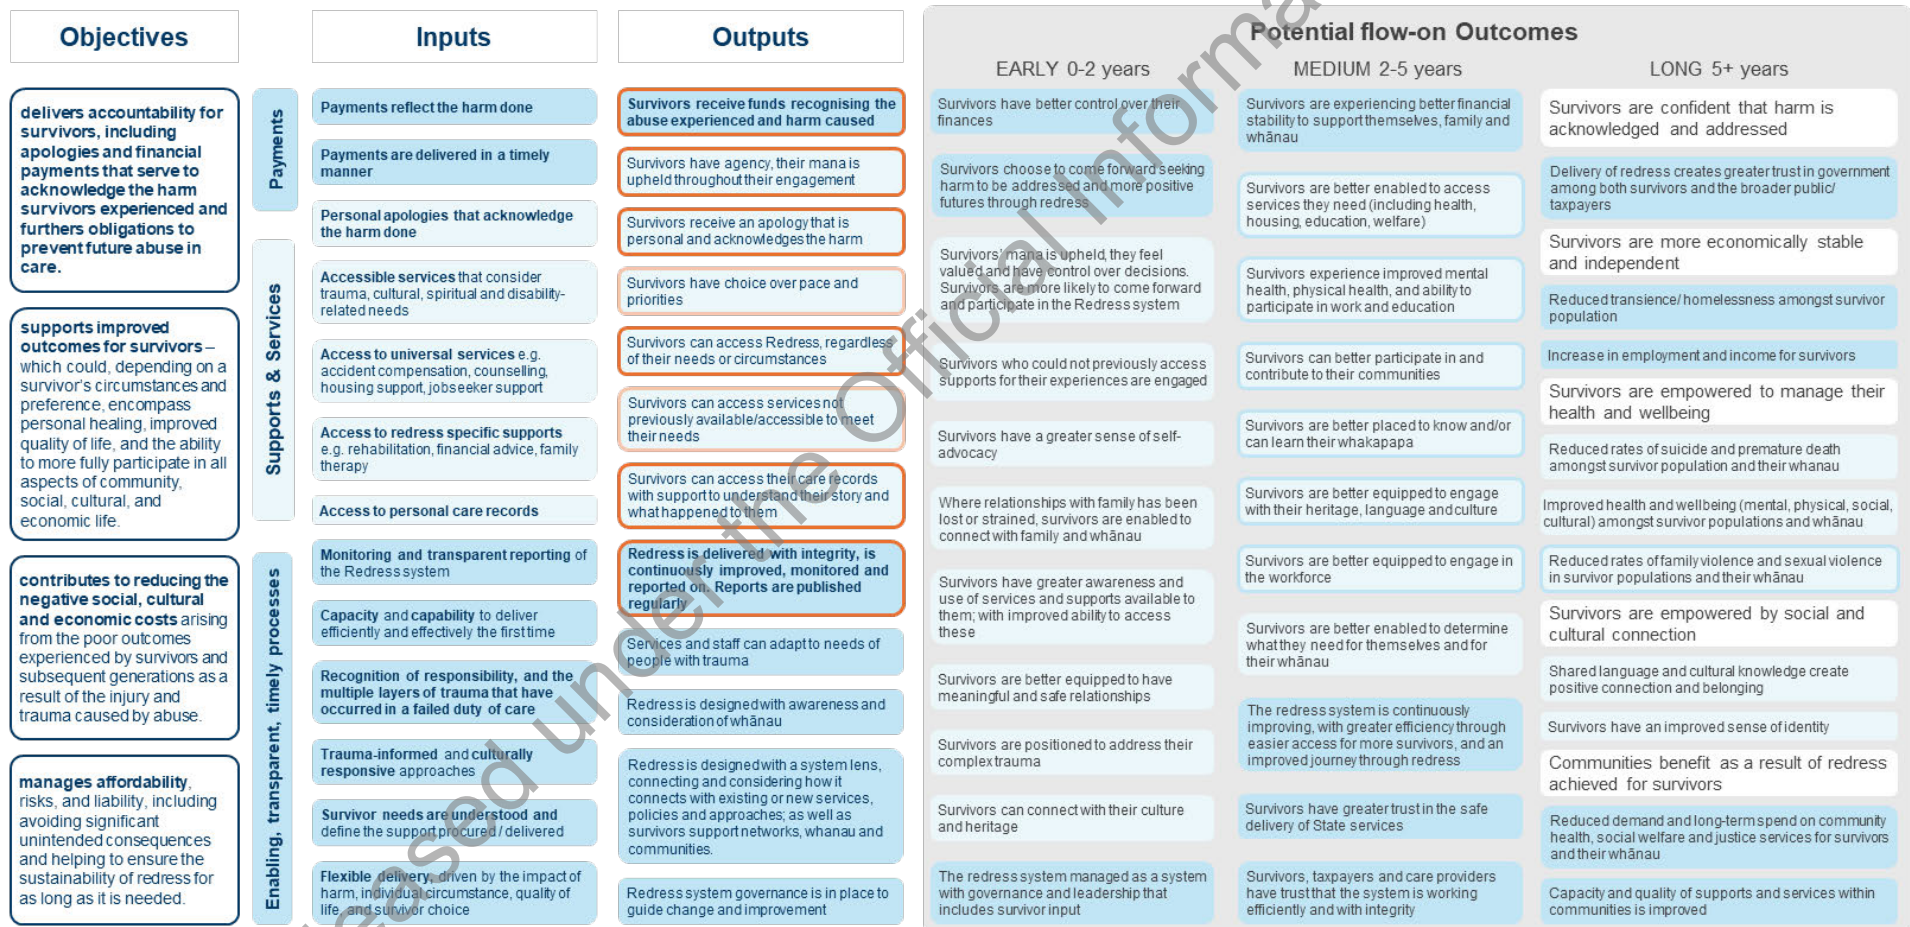 Objectives
delivers accountability for
survivors, including
apologies and financial
payments that serve to
acknowledge the harm
survivors experienced and
furthers obligations to
prevent future abuse in
care.
supports improved
outcomes for survivors –
which could, depending on a
survivor's circumstances and
preference, encompass
personal healing, improved
quality of life, and the ability
to more fully participate in all
aspects of community,
social, cultural, and
economic life.
contributes to reducing the
negative social, cultural
and economic costs arising
from the poor outcomes
experienced by survivors and
subsequent generations as a
result of the injury and
trauma caused by abuse.
manages affordability,
risks, and liability, including
avoiding significant
unintended consequences
and helping to ensure the
sustainability of redress for
as long as it is needed.
Payments
Supports & Services
Enabling, transparent, timely processes
Inputs
Payments reflect the harm done
Payments are delivered in a timely
manner
Personal apologies that acknowledge
the harm done
Accessible services that consider
trauma, cultural, spiritual and disability-
related needs
Access to universal services e.g.
accident compensation, counselling,
housing support, jobseeker support
Access to redress specific supports
e.g. rehabilitation, financial advice, family
therapy
Access to personal care records
Monitoring and transparent reporting of
the Redress system
Capacity and capability to deliver
efficiently and effectively the first time
Recognition of responsibility, and the
multiple layers of trauma that have
occurred in a failed duty of care
Trauma-informed and culturally
responsive approaches
Survivor needs are understood and
define the support procured / delivered
Flexible delivery, driven by the impact of
harm, individual circumstance, quality of
life, and survivor choice
Outputs
Survivors receive funds recognising the
abuse experienced and harm caused
Survivors have agency, their mana is
upheld throughout their engagement
Survivors receive an apology that is
personal and acknowledges the harm
Survivors have choice over pace and
priorities
Survivors can access Redress, regardless
of their needs or circumstances
Survivors can access services not
previously available/accessible to meet
their needs
Survivors can access their care records
with support to understand their story and
what happened to them
Redress is delivered with integrity, is
continuously improved, monitored and
reported on. Reports are published
regularly
Services and staff can adapt to needs of
people with trauma
Redress is designed with awareness and
consideration of whānau
Redress is designed with a system lens,
connecting and considering how it
connects with existing or new services,
policies and approaches; as well as
survivors support networks, whanau and
communities.
Redress system governance is in place to
guide change and improvement
Potential flow-on Outcomes
EARLY 0-2 years
Survivors have better control over their
finances
Survivors choose to come forward seeking
harm to be addressed and more positive
futures through redress
Survivors' mana is upheld, they feel
valued and have control over decisions.
Survivors are more likely to come forward
and participate in the Redress system
Survivors who could not previously access
supports for their experiences are engaged
Survivors have a greater sense of self-
advocacy
Where relationships with family has been
lost or strained, survivors are enabled to
connect with family and whānau
Survivors have greater awareness and
use of services and supports available to
them; with improved ability to access
these
Survivors are better equipped to have
meaningful and safe relationships
Survivors are positioned to address their
complex trauma
Survivors can connect with their culture
and heritage
The redress system managed as a system
with governance and leadership that
includes survivor input
MEDIUM 2-5 years
Survivors are experiencing better financial
stability to support themselves, family and
whānau
Survivors are better enabled to access
services they need (including health,
housing, education, welfare)
Survivors experience improved mental
health, physical health, and ability to
participate in work and education
Survivors can better participate in and
contribute to their communities
Survivors are better placed to know and/or
can learn their whakapapa
Survivors are better equipped to engage
with their heritage, language and culture
Survivors are better equipped to engage in
the workforce
Survivors are better enabled to determine
what they need for themselves and for
their whānau
The redress system is continuously
improving, with greater efficiency through
easier access for more survivors, and an
improved journey through redress
Survivors have greater trust in the safe
delivery of State services
Survivors, taxpayers and care providers
have trust that the system is working
efficiently and with integrity
LONG 5+ years
Survivors are confident that harm is
acknowledged and addressed
Delivery of redress creates greater trust in government
among both survivors and the broader public/
taxpayers
Survivors are more economically stable
and independent
Reduced transience/ homelessness amongst survivor
population
Increase in employment and income for survivors
Survivors are empowered to manage their
health and wellbeing
Reduced rates of suicide and premature death
amongst survivor population and their whanau
Improved health and wellbeing (mental, physical, social,
cultural) amongst survivor populations and whānau
Reduced rates of family violence and sexual violence
in survivor populations and their whānau
Survivors are empowered by social and
cultural connection
Shared language and cultural knowledge create
positive connection and belonging
Survivors have an improved sense of identity
Communities benefit as a result of redress
achieved for survivors
Reduced demand and long-term spend on community
health, social welfare and justice services for survivors
and their whānau
Capacity and quality of supports and services within
communities is improved
under the Official